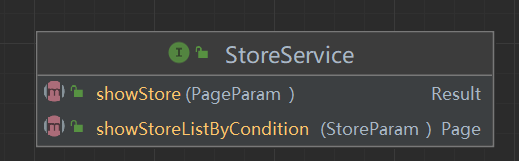 StoreService
showStore (PageParam ) Result
showStoreListByCondition (StoreParam ) Page